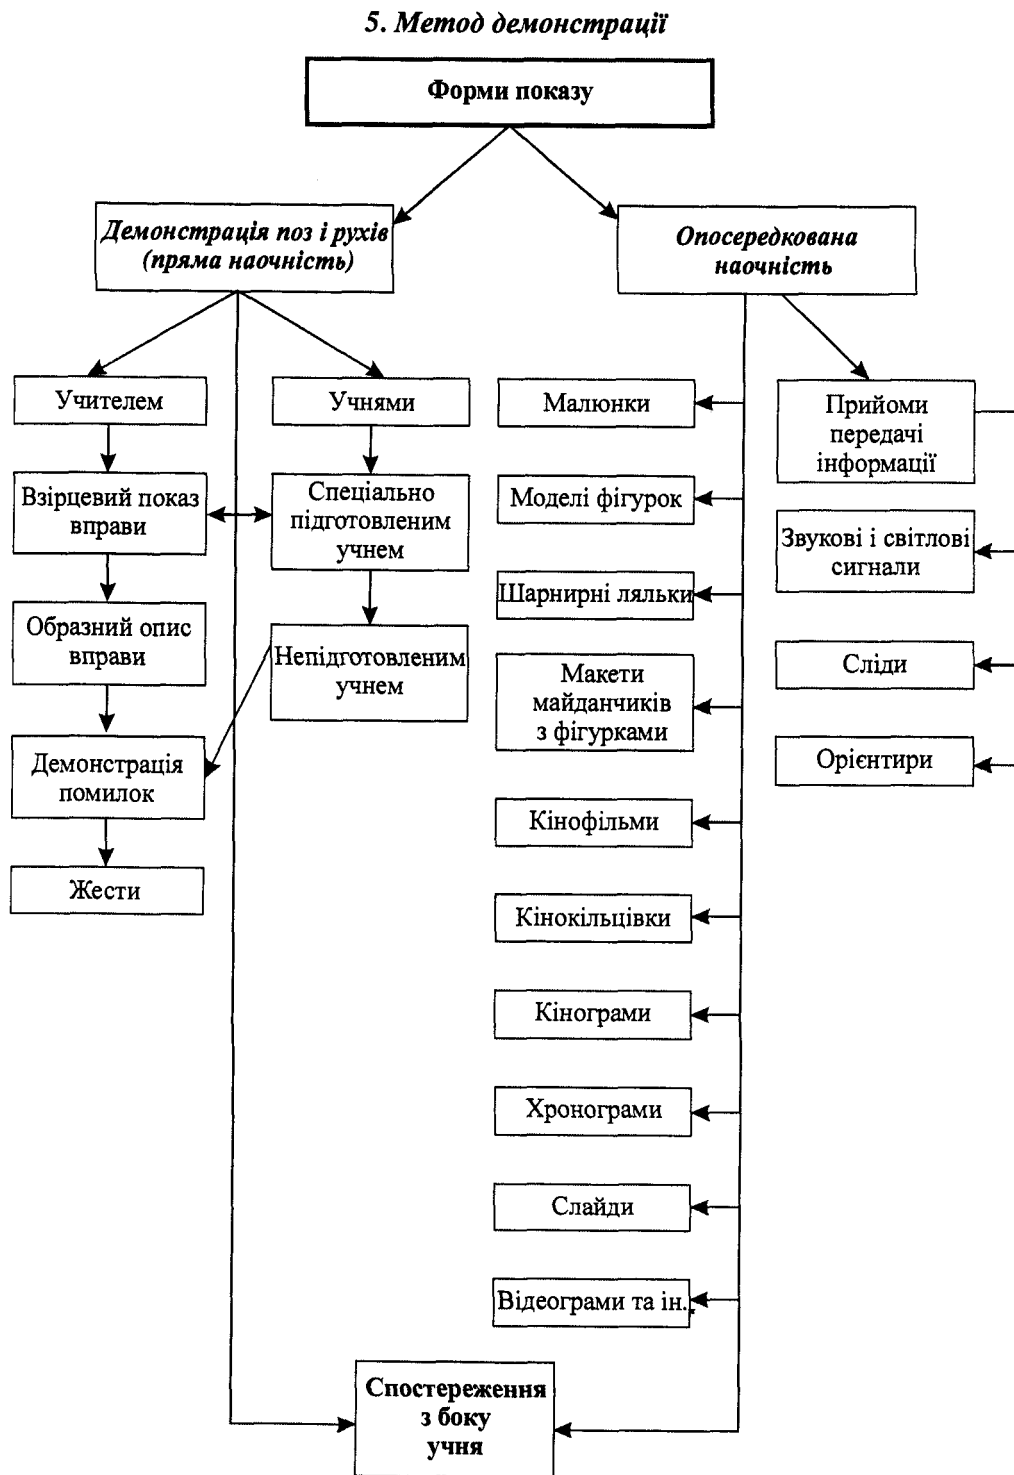 5. Метод демонстрації
Форми показу
Демонстрація поз і рухів
(пряма наочність)
Опосередкована
наочність
Учителем
Взірцевий показ
вправи
Образний опис
вправи
Демонстрація
помилок
Жести
Учнями
Спеціально
підготовленим
учнем
Непідготовленим
учнем
Малюнки
Моделі фігурок
Шарнирні ляльки
Макети
майданчиків
з фігурками
Кінофільми
Кінокільцівки
Кінограми
Хронограми
Слайди
Відеограми та ін.
Прийоми
передачі
інформації
Звукові і світлові
сигнали
Сліди
Орієнтири
Спостереження
з боку
учня